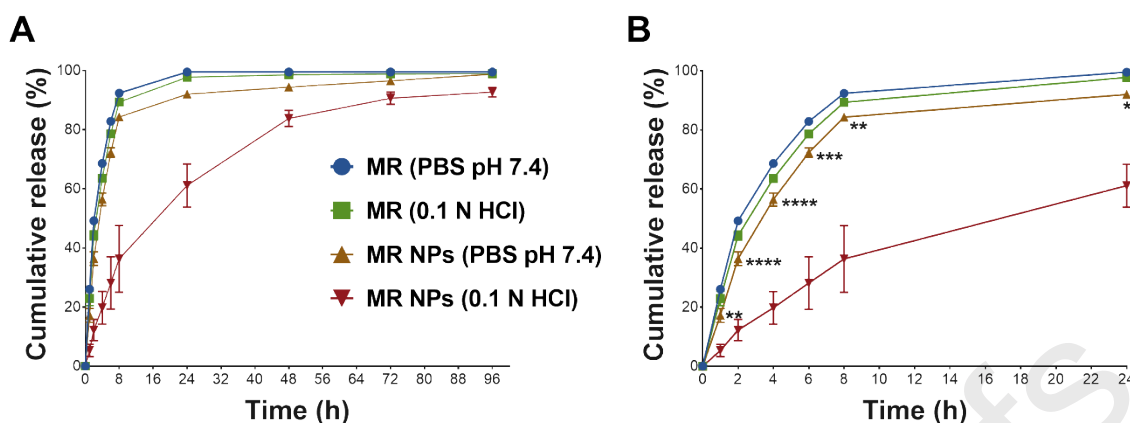 A
B
Cumulative release (%)
100
80
60
40
20
0
0 8 16 24 32 40 48 56 64 72 80 88 96
Time (h)
MR (PBS pH 7.4)
MR (0.1 N HCl)
MR NPs (PBS pH 7.4)
MR NPs (0.1 N HCl)
Cumulative release (%)
100
80
60
40
20
0
**
****
****
***
**
*
0 2 4 6 8 10 12 14 16 18 20 22 24
Time (h)
fs